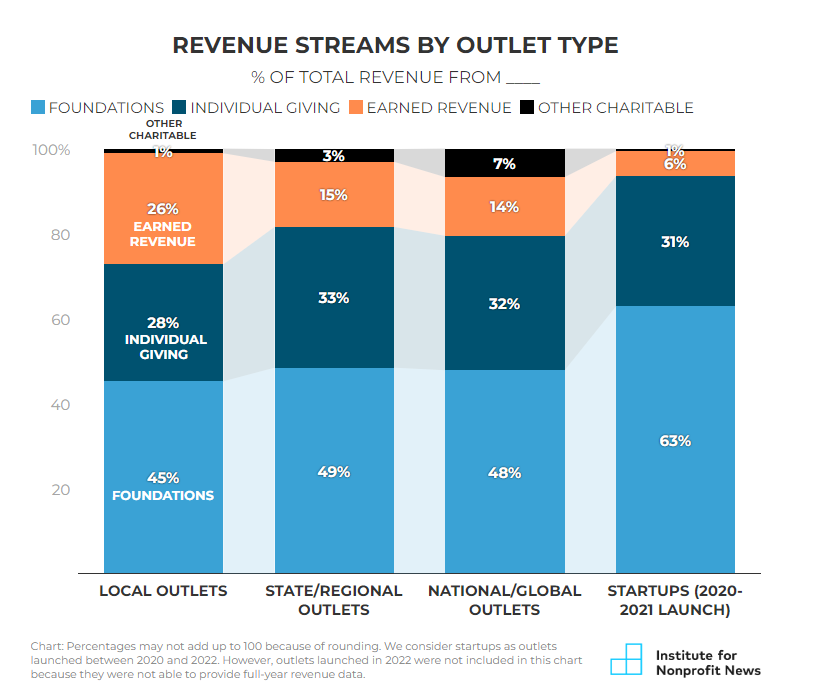 REVENUE STREAMS BY OUTLET TYPE
% OF TOTAL REVENUE FROM ____
FOUNDATIONS INDIVIDUAL GIVING EARNED REVENUE OTHER CHARITABLE
OTHER
CHARITABLE
100%
80
60
40
20
1%
26%
EARNED
REVENUE
28%
INDIVIDUAL
GIVING
45%
FOUNDATIONS
3%
15%
33%
49%
7%
14%
32%
48%
1%
6%
31%
63%
LOCAL OUTLETS
STATE/REGIONAL
OUTLETS
NATIONAL/GLOBAL
OUTLETS
STARTUPS (2020-
2021 LAUNCH)
Chart: Percentages may not add up to 100 because of rounding. We consider startups as outlets
launched between 2020 and 2022. However, outlets launched in 2022 were not included in this chart
because they were not able to provide full-year revenue data.
Institute for
Nonprofit News